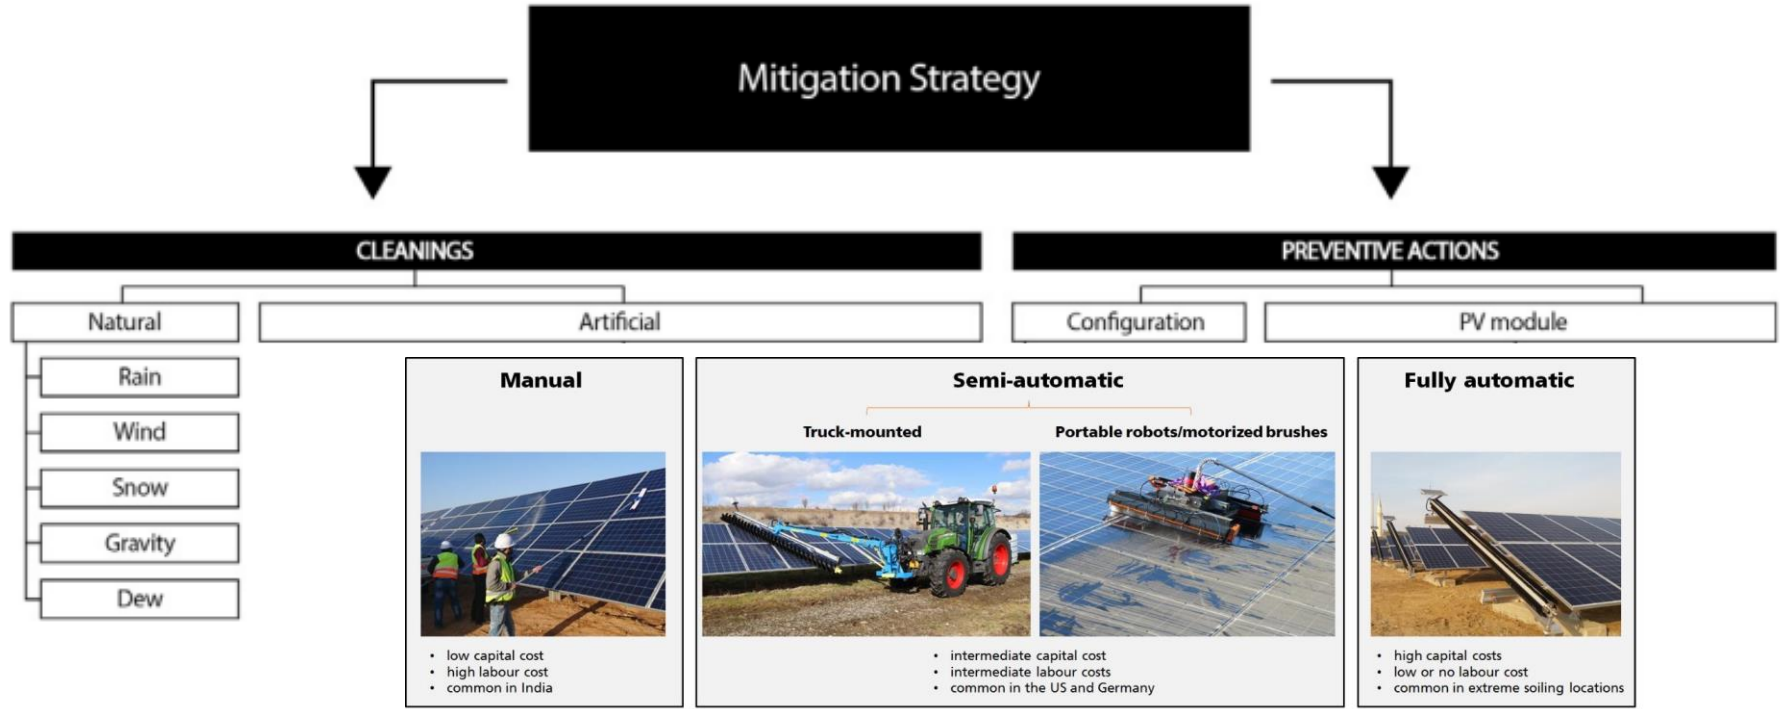 Mitigation Strategy
CLEANINGS
PREVENTIVE ACTIONS
Natural
Artificial
Configuration
PV module
Rain
Wind
Snow
Gravity
Dew
Manual
• low capital cost
• high labour cost
• common in India
Semi-automatic
Truck-mounted
Portable robots/motorized brushes
• intermediate capital cost
• intermediate labour costs
• common in the US and Germany
Fully automatic
• high capital costs
• low or no labour cost
• common in extreme soiling locations